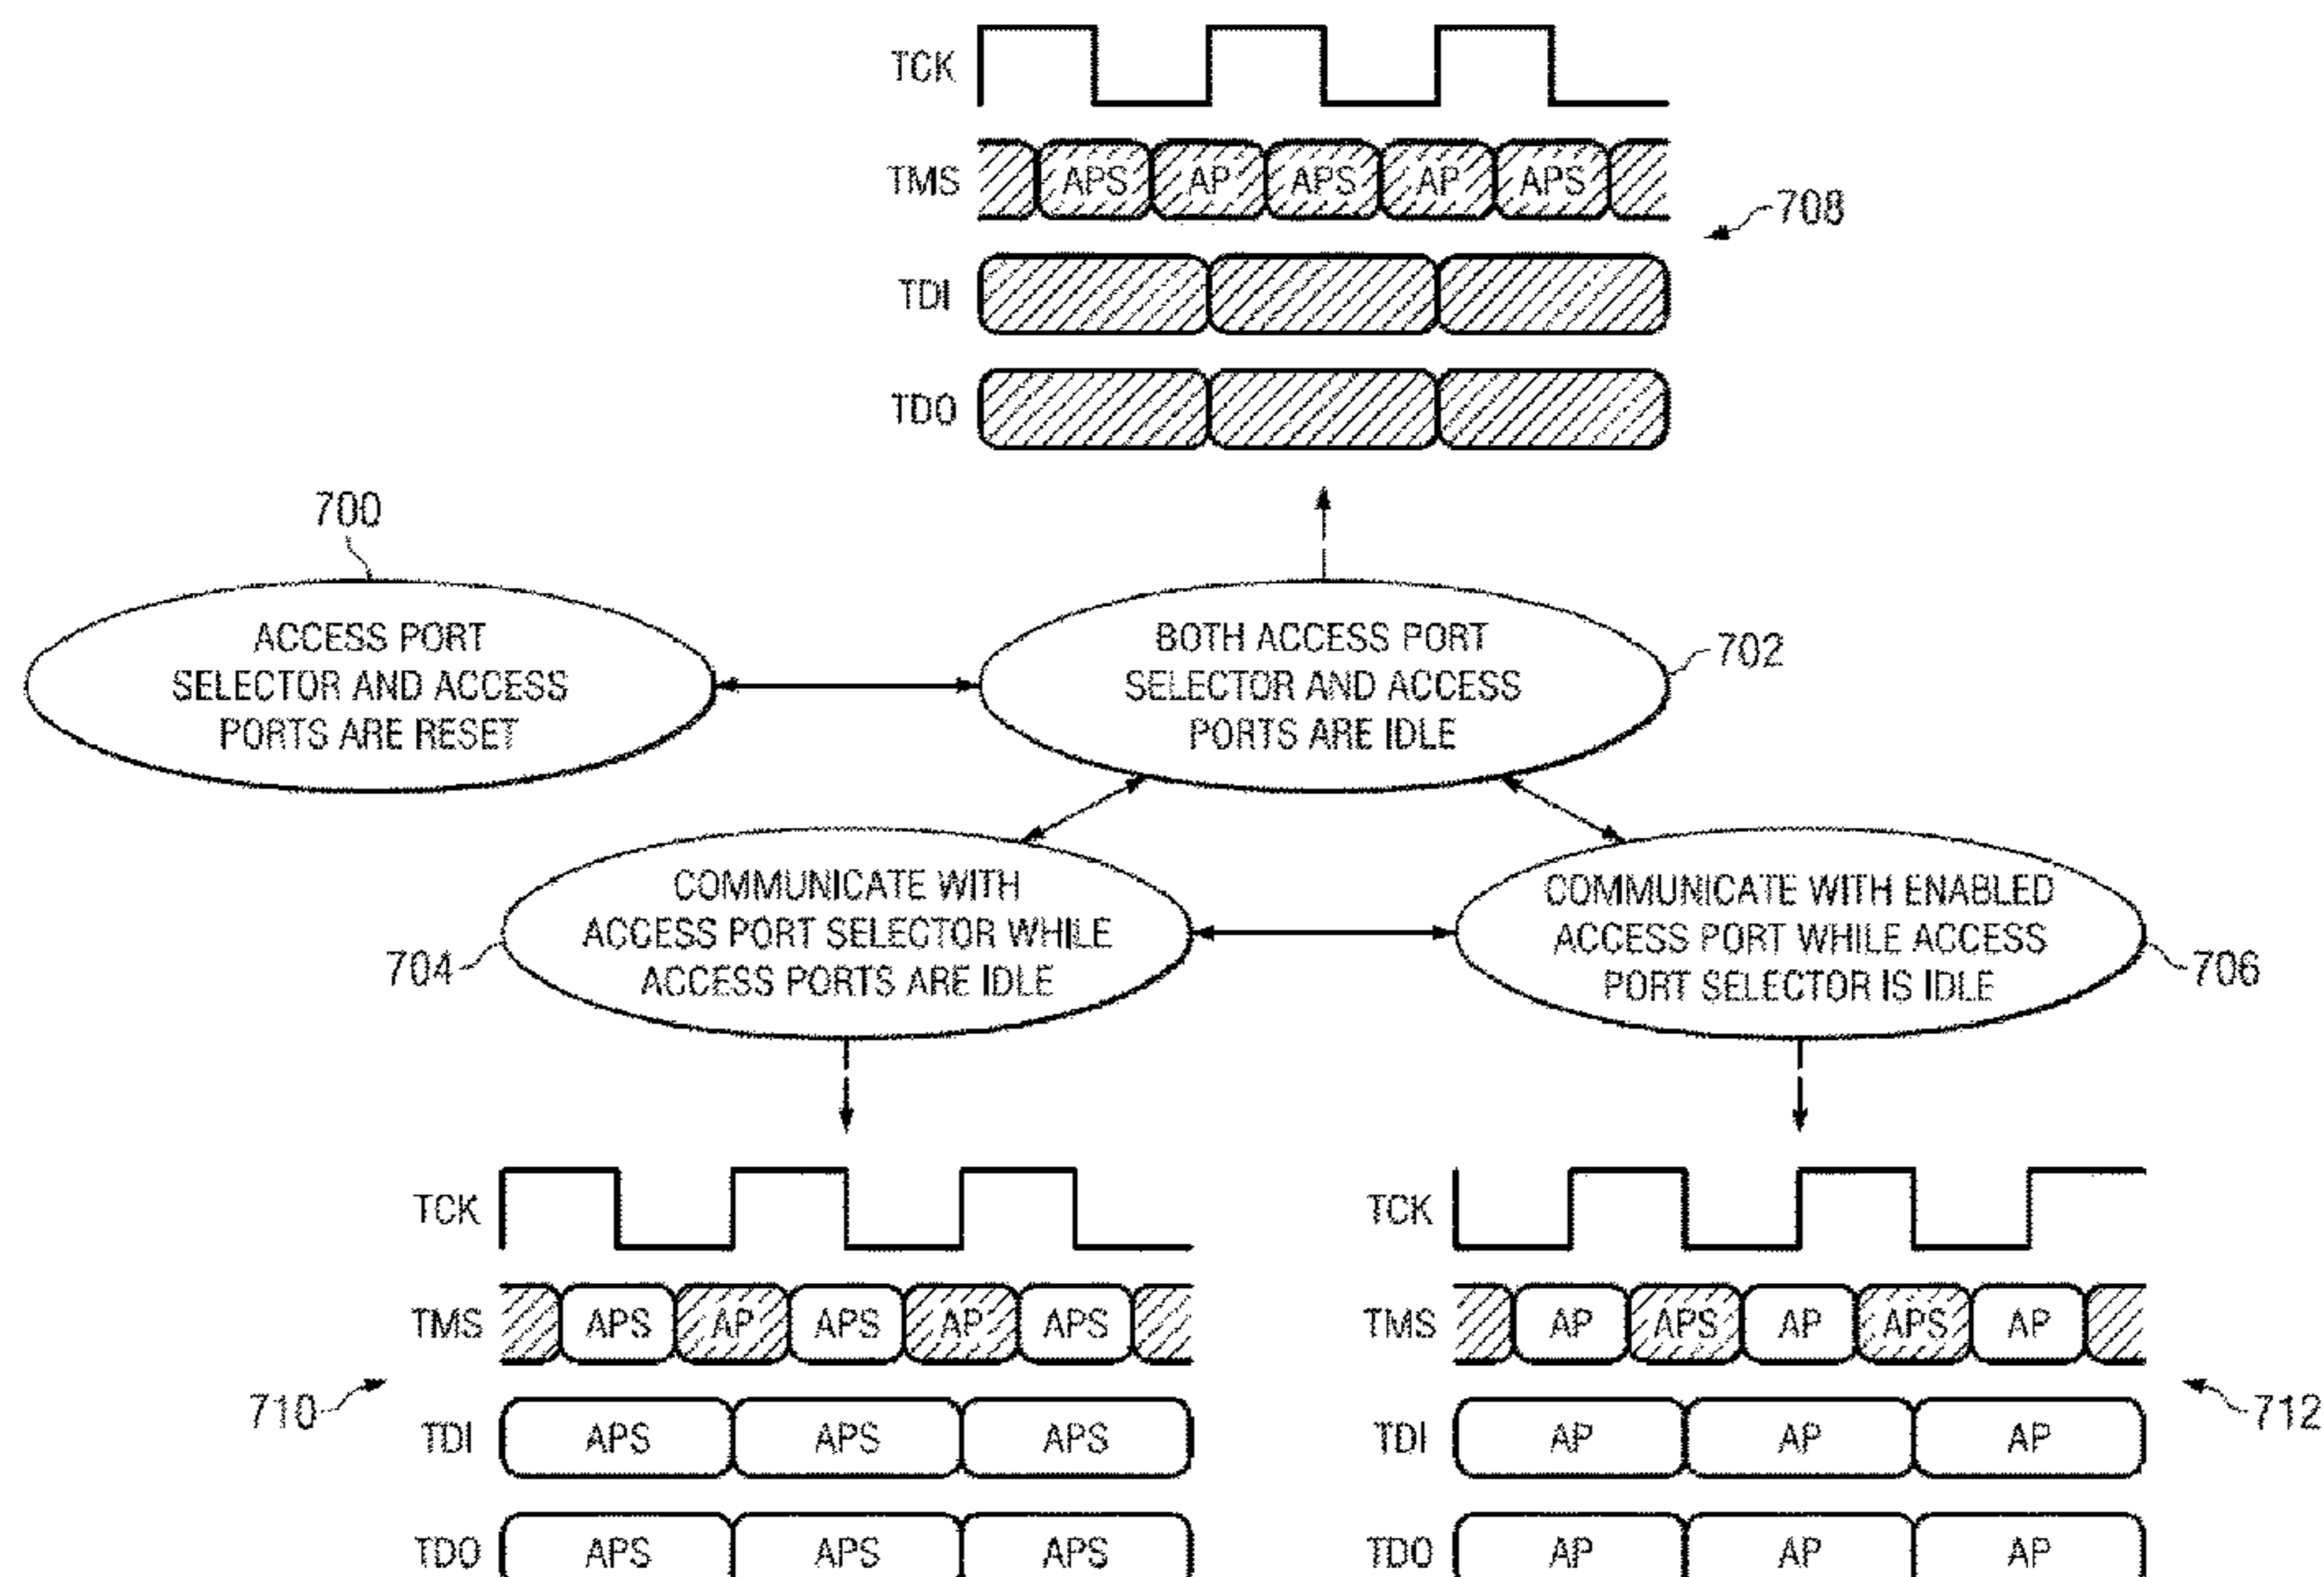 TCK
TMS APS AP APS AP APS
708
TDI
TDO
700
ACCESS PORT
SELECTOR AND ACCESS
PORTS ARE RESET
BOTH ACCESS PORT
SELECTOR AND ACCESS
PORTS ARE IDLE
702
COMMUNICATE WITH
ACCESS PORT SELECTOR WHILE
ACCESS PORTS ARE IDLE
704
COMMUNICATE WITH ENABLED
ACCESS PORT WHILE ACCESS
PORT SELECTOR IS IDLE
706
TCK
TMS APS AP APS AP APS
710
TDI APS APS APS
TDO APS APS APS
TCK
TMS AP APS AP APS AP
712
TDI AP AP AP
TDO AP AP AP